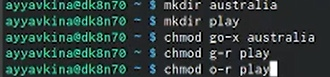 ayyavkina@dk8n70 ~ $ mkdir australia
ayyavkina@dk8n70 ~ $ mkdir play
ayyavkina@dk8n70 ~ $ chmod go-x australia
ayyavkina@dk8n70 ~ $ chmod g-r play
ayyavkina@dk8n70 ~ $ chmod o-r play